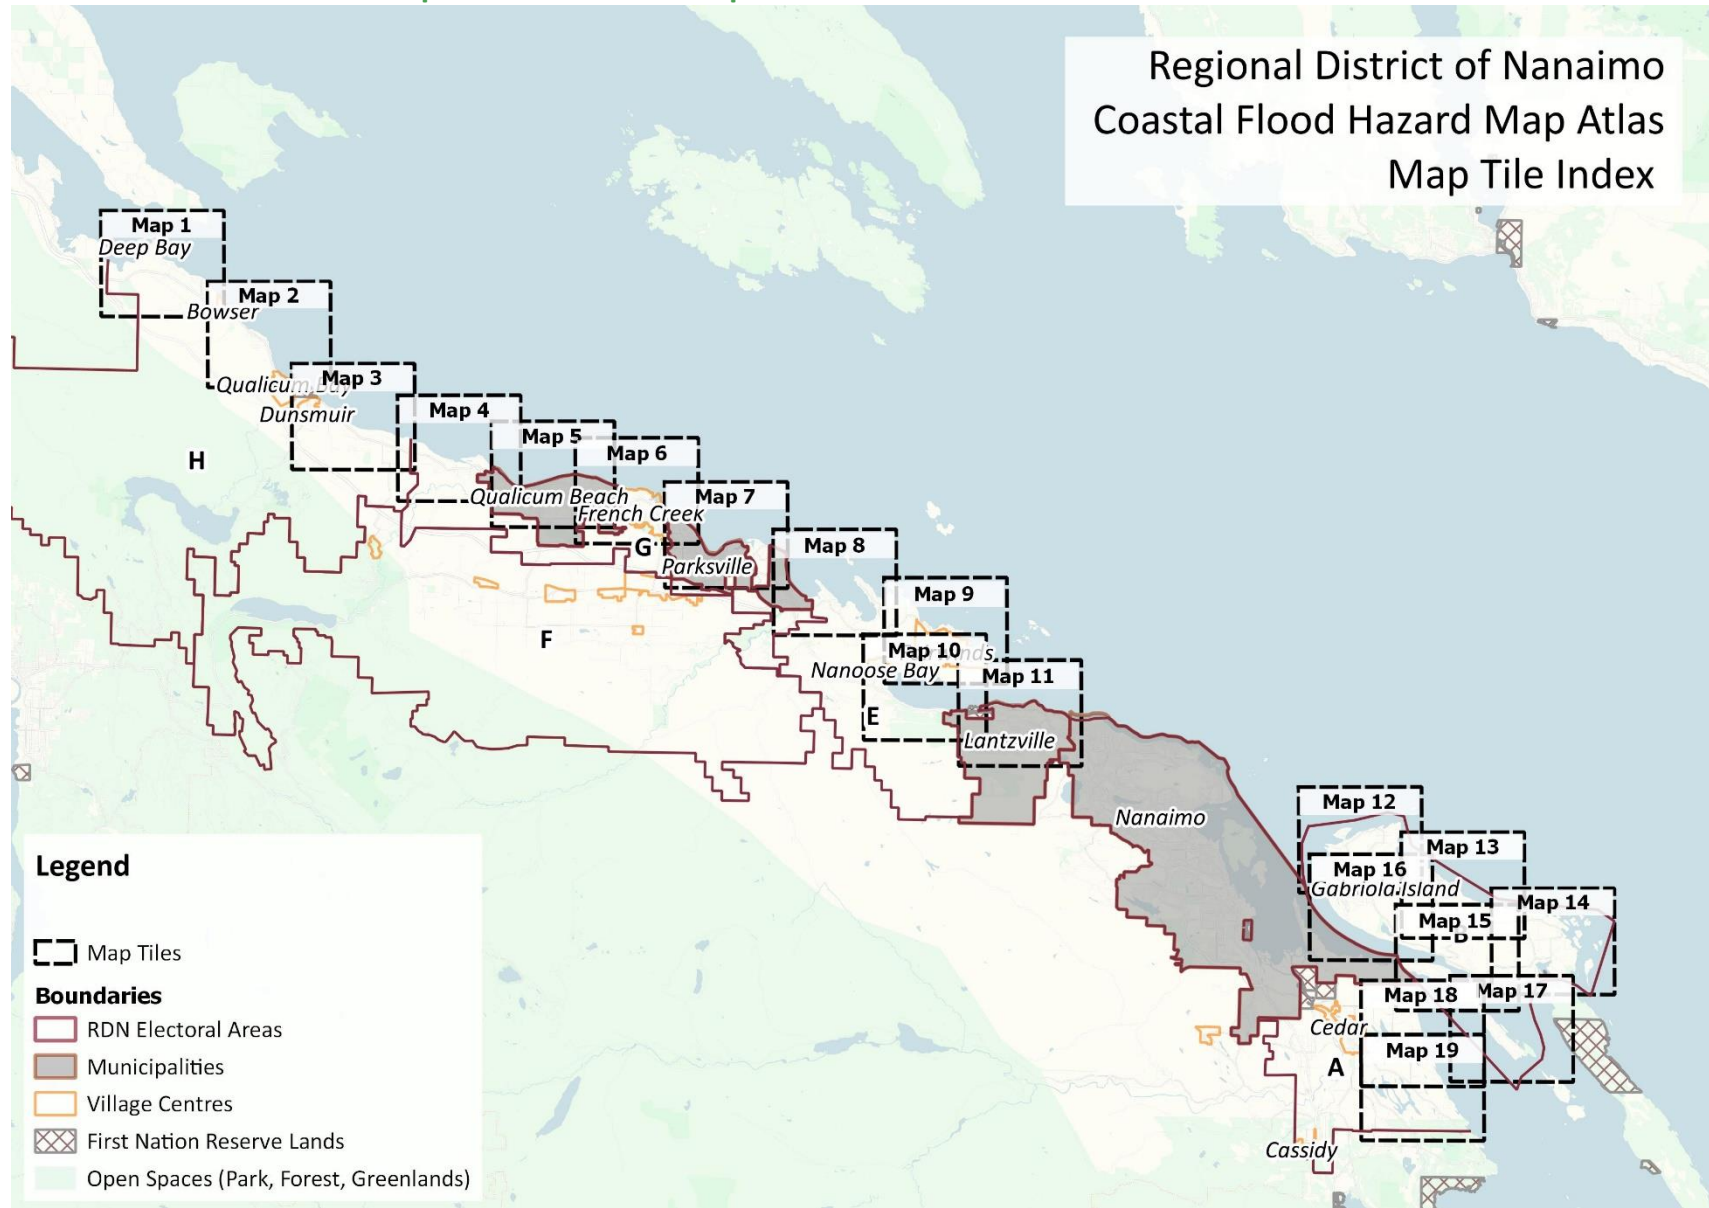 Regional District of Nanaimo
Coastal Flood Hazard Map Atlas
Map Tile Index
Map 1
Deep Bay
Map 2
Bowser
Map 3
Qualicum Bay
Dunsmuir
Map 4
Map 5
Map 6
H
Qualicum Beach
French Creek
Map 7
G
Parksville
Map 8
Map 9
F
Map 10
Nanoose Bay
Map 11
E
Lantzville
Nanaimo
Map 12
Map 13
Map 16
Gabriola Island
Map 14
Map 15
B
Map 18
Map 17
Cedar
Map 19
A
Cassidy
Legend
Map Tiles
Boundaries
RDN Electoral Areas
Municipalities
Village Centres
First Nation Reserve Lands
Open Spaces (Park, Forest, Greenlands)